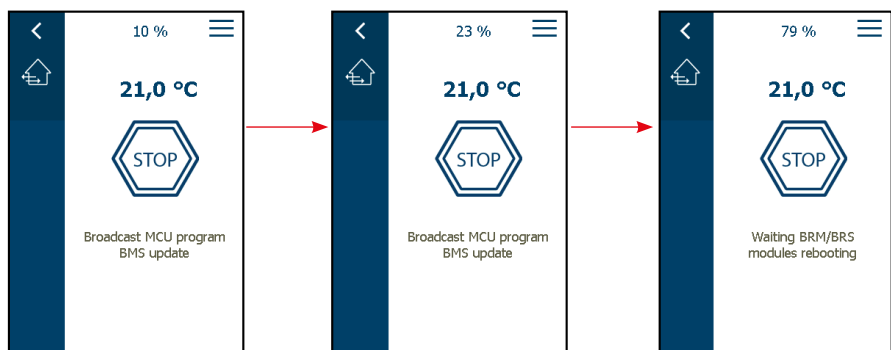 10 %
21,0 °C
STOP
Broadcast MCU program
BMS update
23 %
21,0 °C
STOP
Broadcast MCU program
BMS update
79 %
21,0 °C
STOP
Waiting BRM/BRS
modules rebooting